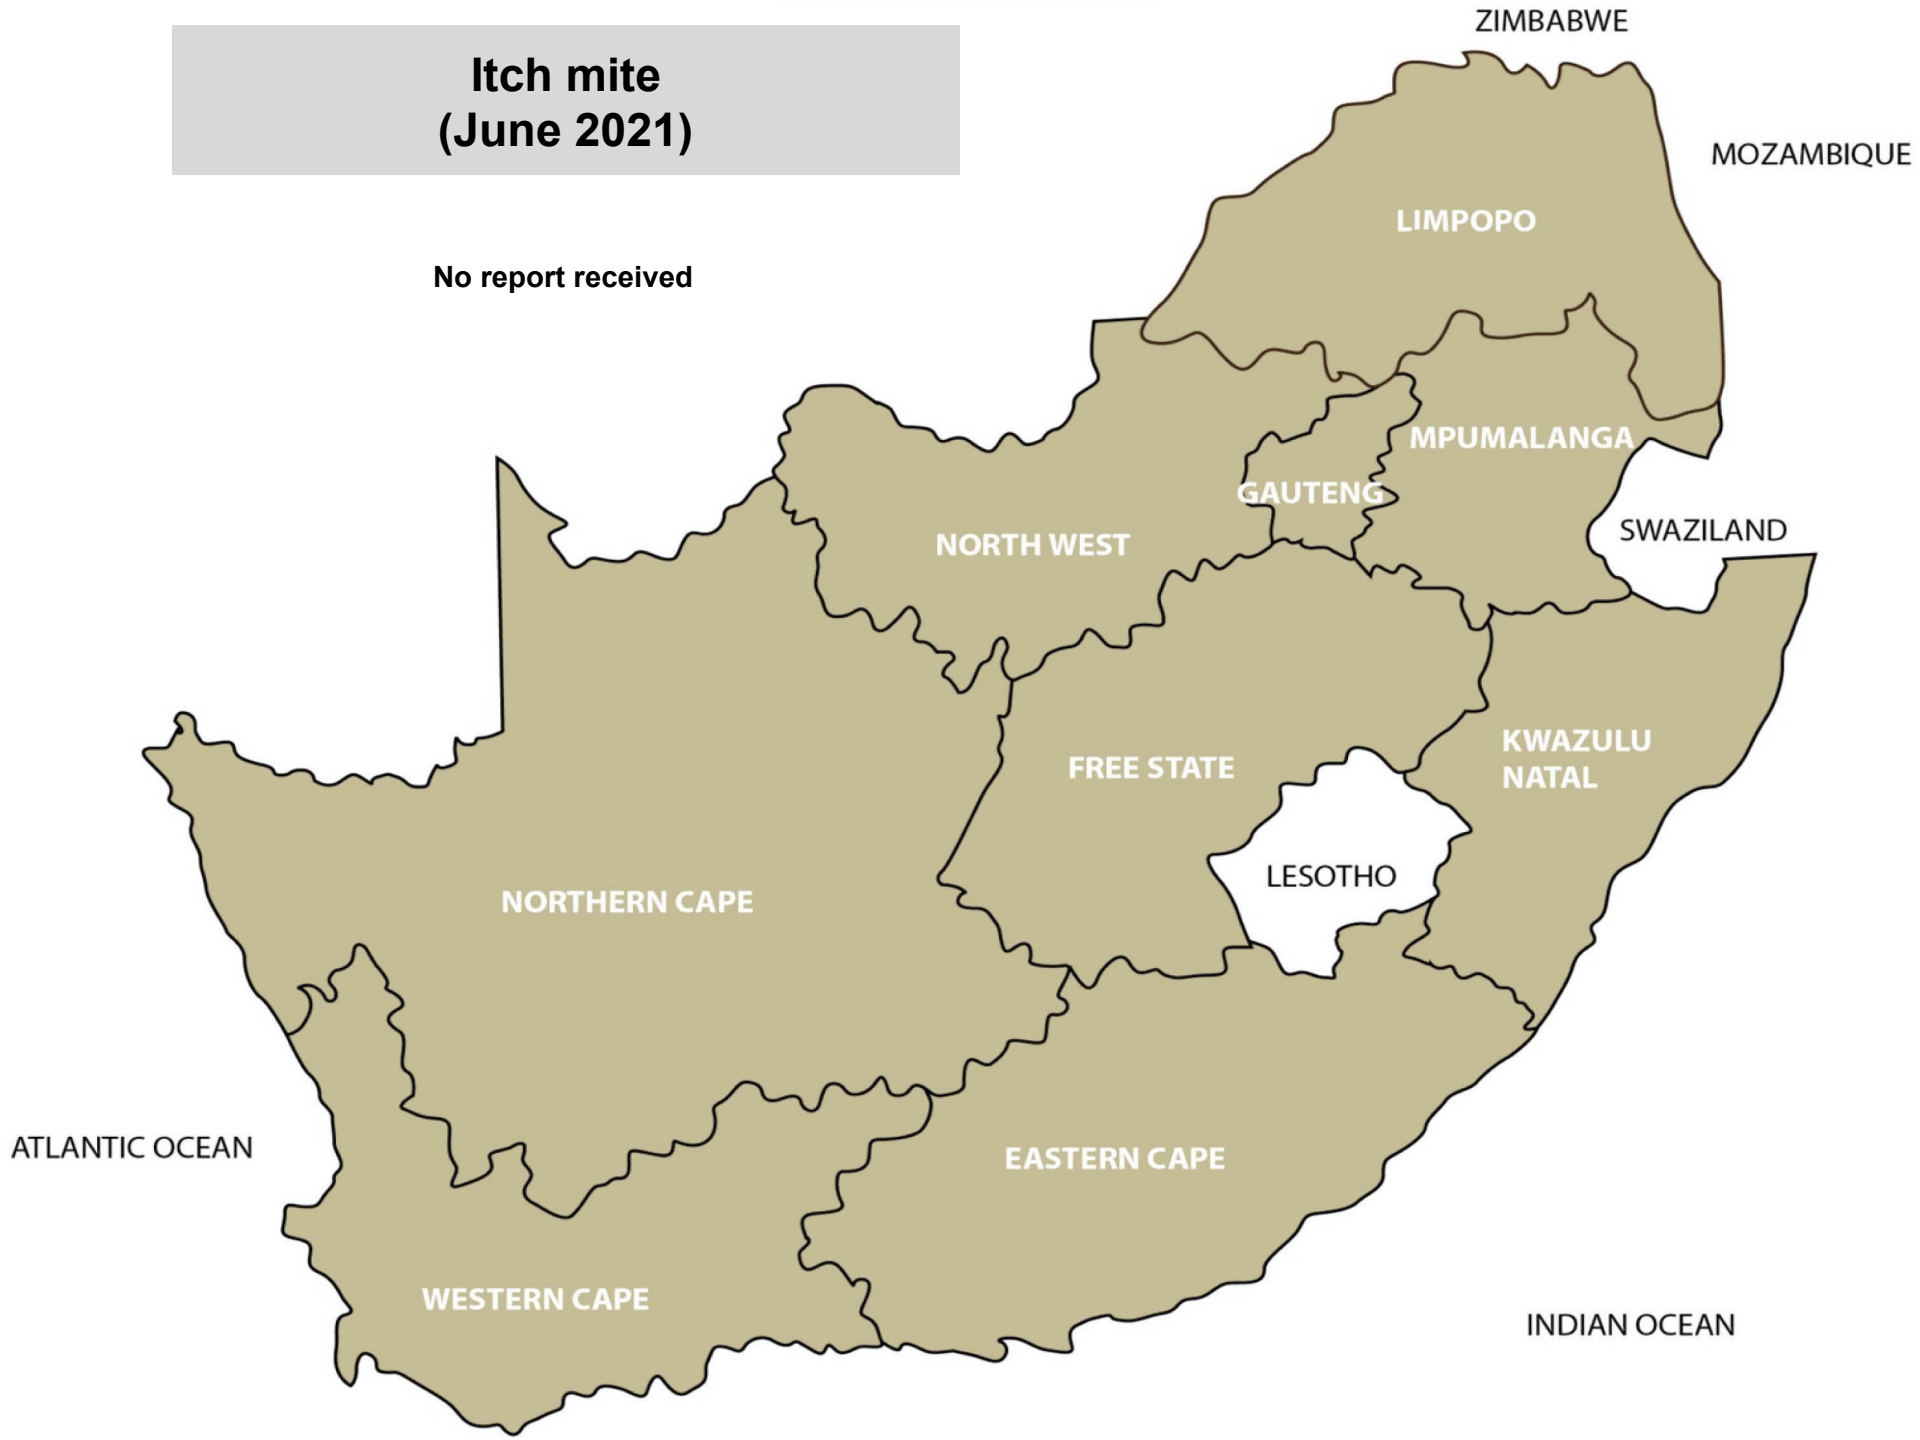 ZIMBABWE
Itch mite
(June 2021)
MOZAMBIQUE
LIMPOPO
No report received
MPUMALANGA
GAUTENG
SWAZILAND
NORTH WEST
KWAZULU
NATAL
FREE STATE
LESOTHO
NORTHERN CAPE
ATLANTIC OCEAN
EASTERN CAPE
WESTERN CAPE
INDIAN OCEAN